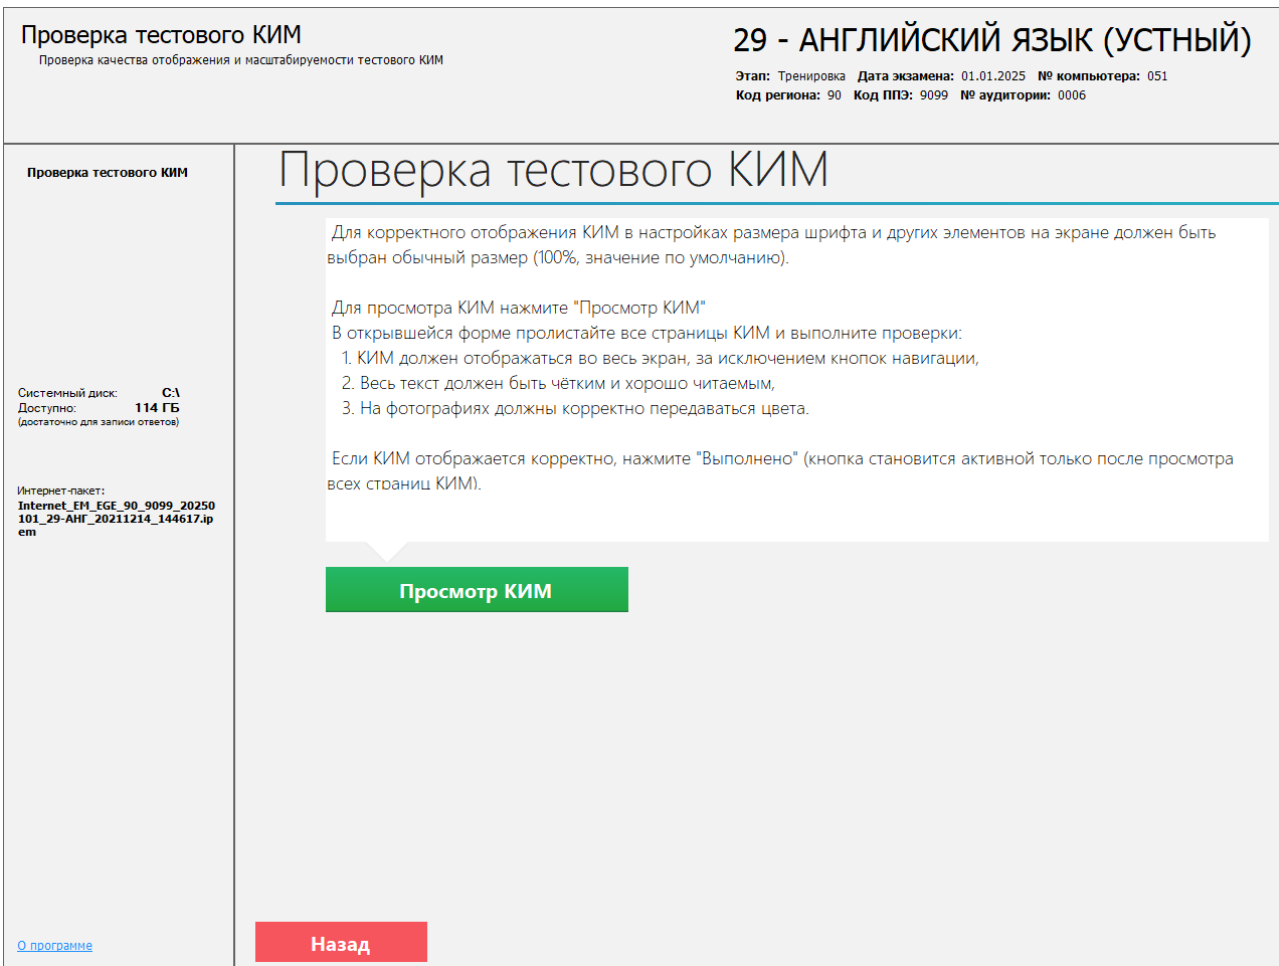 Проверка тестового КИМ
Проверка качества отображения и масштабируемости тестового КИМ
29 - АНГЛИЙСКИЙ ЯЗЫК (УСТНЫЙ)
Этап: Тренировка Дата экзамена: 01.01.2025 № компьютера: 051
Код региона: 90 Код ППЭ: 9099 № аудитории: 0006
Проверка тестового КИМ
Системный диск: C:\
Доступно: 114 ГБ
(достаточно для записи ответов)
Интернет-пакет:
Internet_EM_EGE_90_9099_20250
101_29-АНГ_20211214_144617.ip
em
О программе
Проверка тестового КИМ
Для корректного отображения КИМ в настройках размера шрифта и других элементов на экране должен быть
выбран обычный размер (100%, значение по умолчанию).
Для просмотра КИМ нажмите "Просмотр КИМ"
В открывшейся форме пролистайте все страницы КИМ и выполните проверки:
1. КИМ должен отображаться во весь экран, за исключением кнопок навигации,
2. Весь текст должен быть чётким и хорошо читаемым,
3. На фотографиях должны корректно передаваться цвета.
Если КИМ отображается корректно, нажмите "Выполнено" (кнопка становится активной только после просмотра
всех страниц КИМ).
Просмотр КИМ
Назад